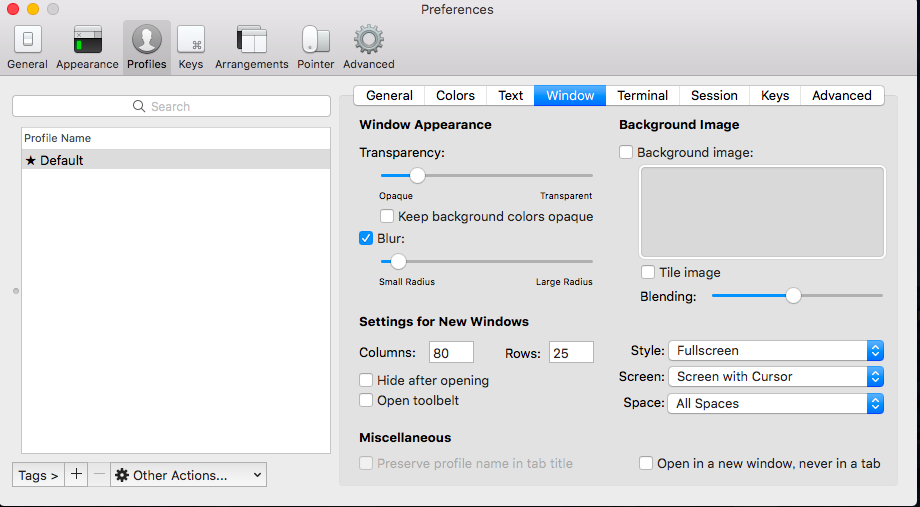 Preferences
General Appearance Profiles Keys Arrangements Pointer Advanced
Search
Profile Name
★ Default
Tags > + − Other Actions...
General Colors Text Window Terminal Session Keys Advanced
Window Appearance
Transparency:
Opaque Transparent
Keep background colors opaque
Blur:
Small Radius Large Radius
Background Image
Background image:
Tile image
Blending:
Settings for New Windows
Columns: 80 Rows: 25
Hide after opening
Open toolbelt
Style: Fullscreen
Screen: Screen with Cursor
Space: All Spaces
Miscellaneous
Preserve profile name in tab title
Open in a new window, never in a tab